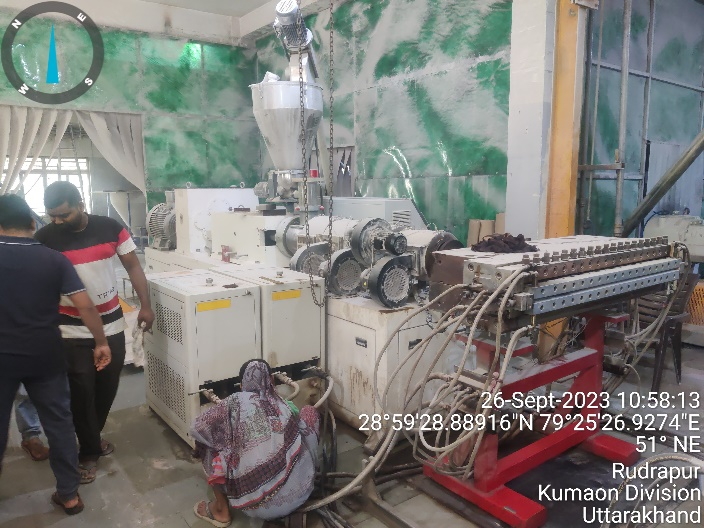 N
E
S
W
26-Sept-2023 10:58:13
28°59'28.88916"N 79°25'26.9274"E
51° NE
Rudrapur
Kumaon Division
Uttarakhand